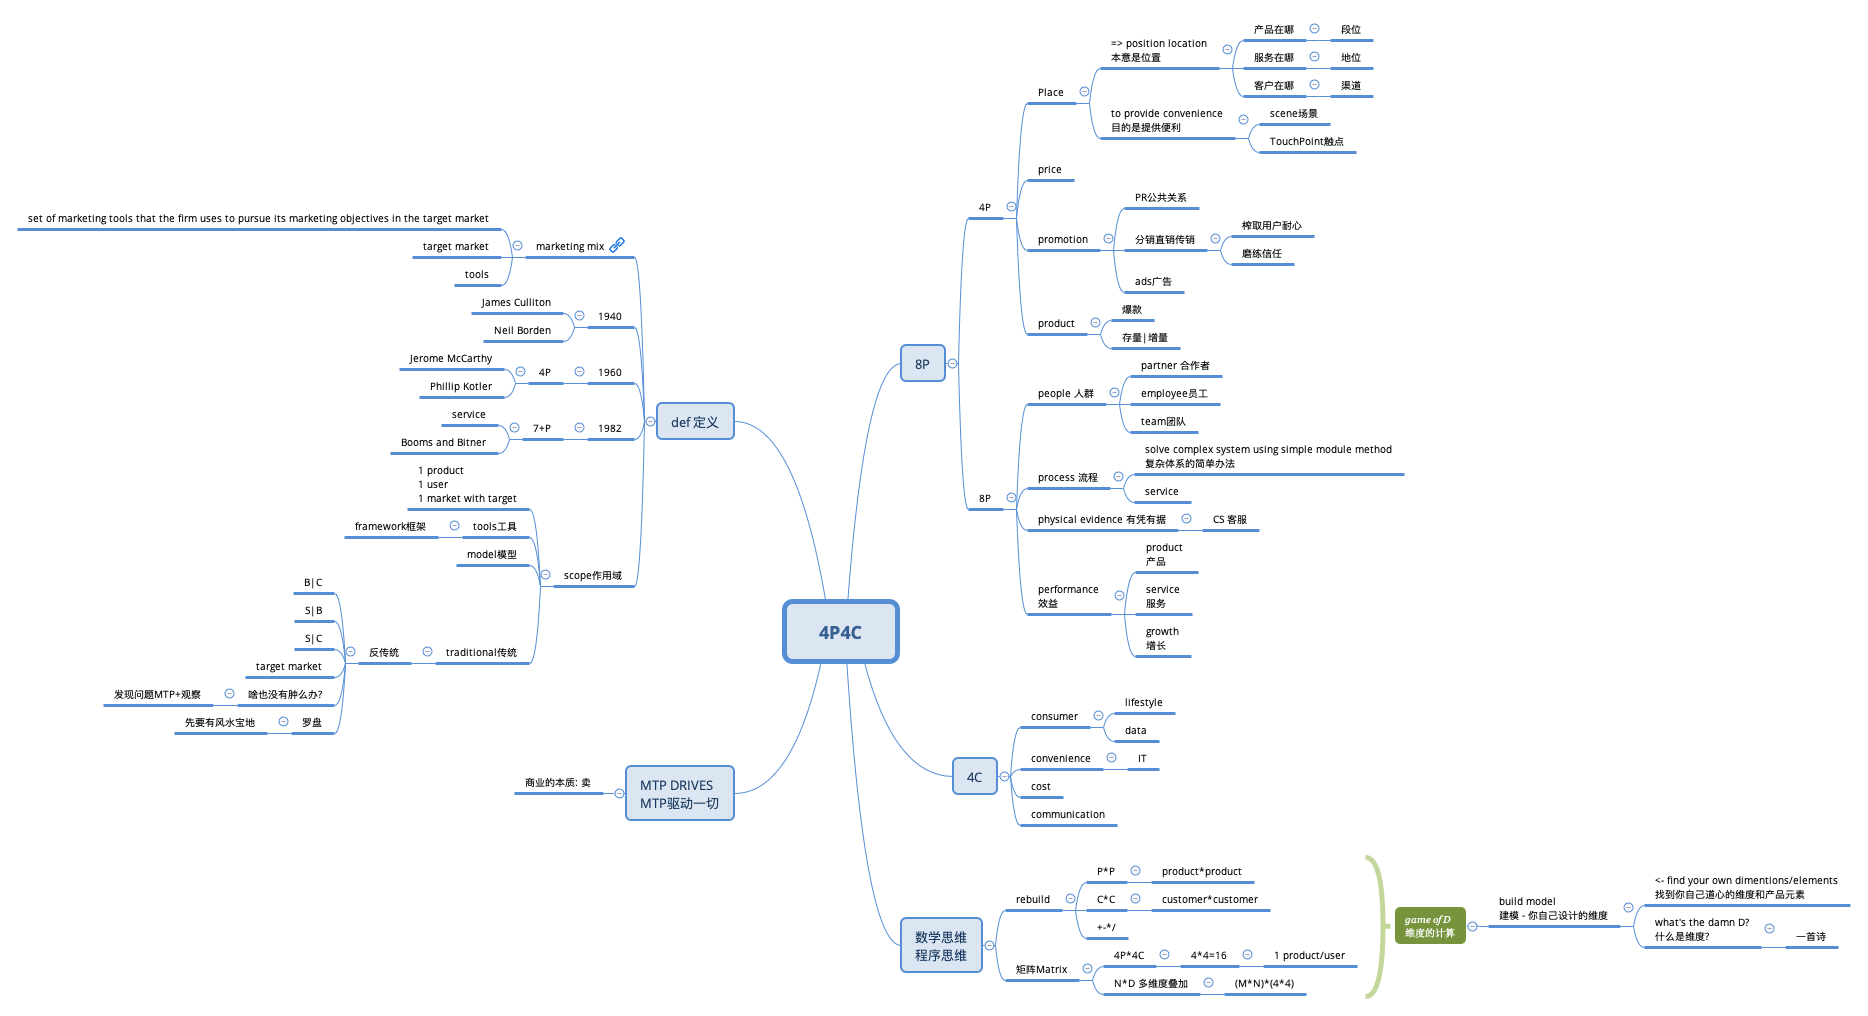 4P4C
def 定义
marketing mix
set of marketing tools that the firm uses to pursue its marketing objectives in the target market
target market
tools
1940
James Culliton
Neil Borden
1960
4P
Jerome McCarthy
Phillip Kotler
1982
7+P
service
Booms and Bitner
scope作用域
1 product
1 user
1 market with target
tools工具
framework框架
model模型
traditional传统
反传统
B|C
S|B
S|C
target market
啥也没有肿么办?
发现问题MTP+观察
罗盘
先要有风水宝地
MTP DRIVES
MTP驱动一切
商业的本质: 卖
8P
4P
Place
=> position location
本意是位置
产品在哪
段位
服务在哪
地位
客户在哪
渠道
to provide convenience
目的是提供便利
scene场景
TouchPoint触点
price
promotion
PR公共关系
分销直销传销
榨取用户耐心
磨练信任
ads广告
product
爆款
存量|增量
8P
people 人群
partner 合作者
employee员工
team团队
process 流程
solve complex system using simple module method
复杂体系的简单办法
service
physical evidence 有凭有据
CS 客服
performance
效益
product
产品
service
服务
growth
增长
4C
consumer
lifestyle
data
convenience
IT
cost
communication
数学思维
程序思维
rebuild
P*P
product*product
C*C
customer*customer
+-*/
矩阵Matrix
4P*4C
4*4=16
1 product/user
N*D 多维度叠加
(M*N)*(4*4)
game of D
维度的计算
build model
建模 - 你自己设计的维度
<- find your own dimentions/elements
找到你自己道心的维度和产品元素
what's the damn D?
什么是维度?
一首诗